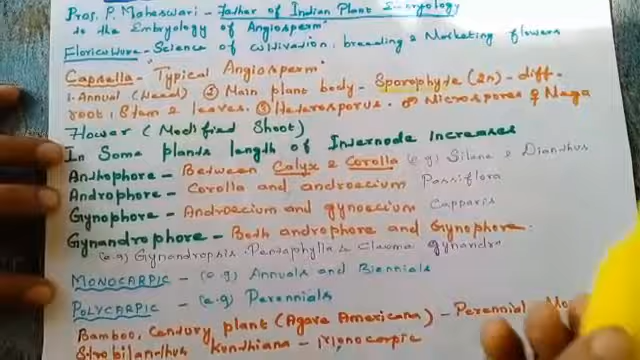 Prof. P. Maheswari - Father of Indian Plant Embryology
to the Embryology of Angiosperm"
Floriculture - Science of cultivation, breeding & Marketing flowers
Capsella - "Typical Angiosperm"
1. Annual (Weed) ② Main plant body - Sporophyte (2n) - diff.
root, Stem & leaves. ③ Heterosporus. Microspores & Mega
Flower (Modified Shoot)
In Some plants length of Internode increases
Anthophore - Between Calyx & Corolla (e.g) Silane & Dianthus
Androphore - Corolla and androecium Passiflora
Gynophore - Androecium and gynoecium Capparis
Gynandrophore - Both androphore and Gynophore.
(e.g) Gynandropsis Pentaphylla & Cleoma gynandra
MONOCARPIC - (e.g) Annuals and Biennials
POLYCARPIC - (e.g) Perennials
Bamboo, Century plant (Agave Americana) - Perennial Mo
Strobilanthus Kunthiana - Monocarpic